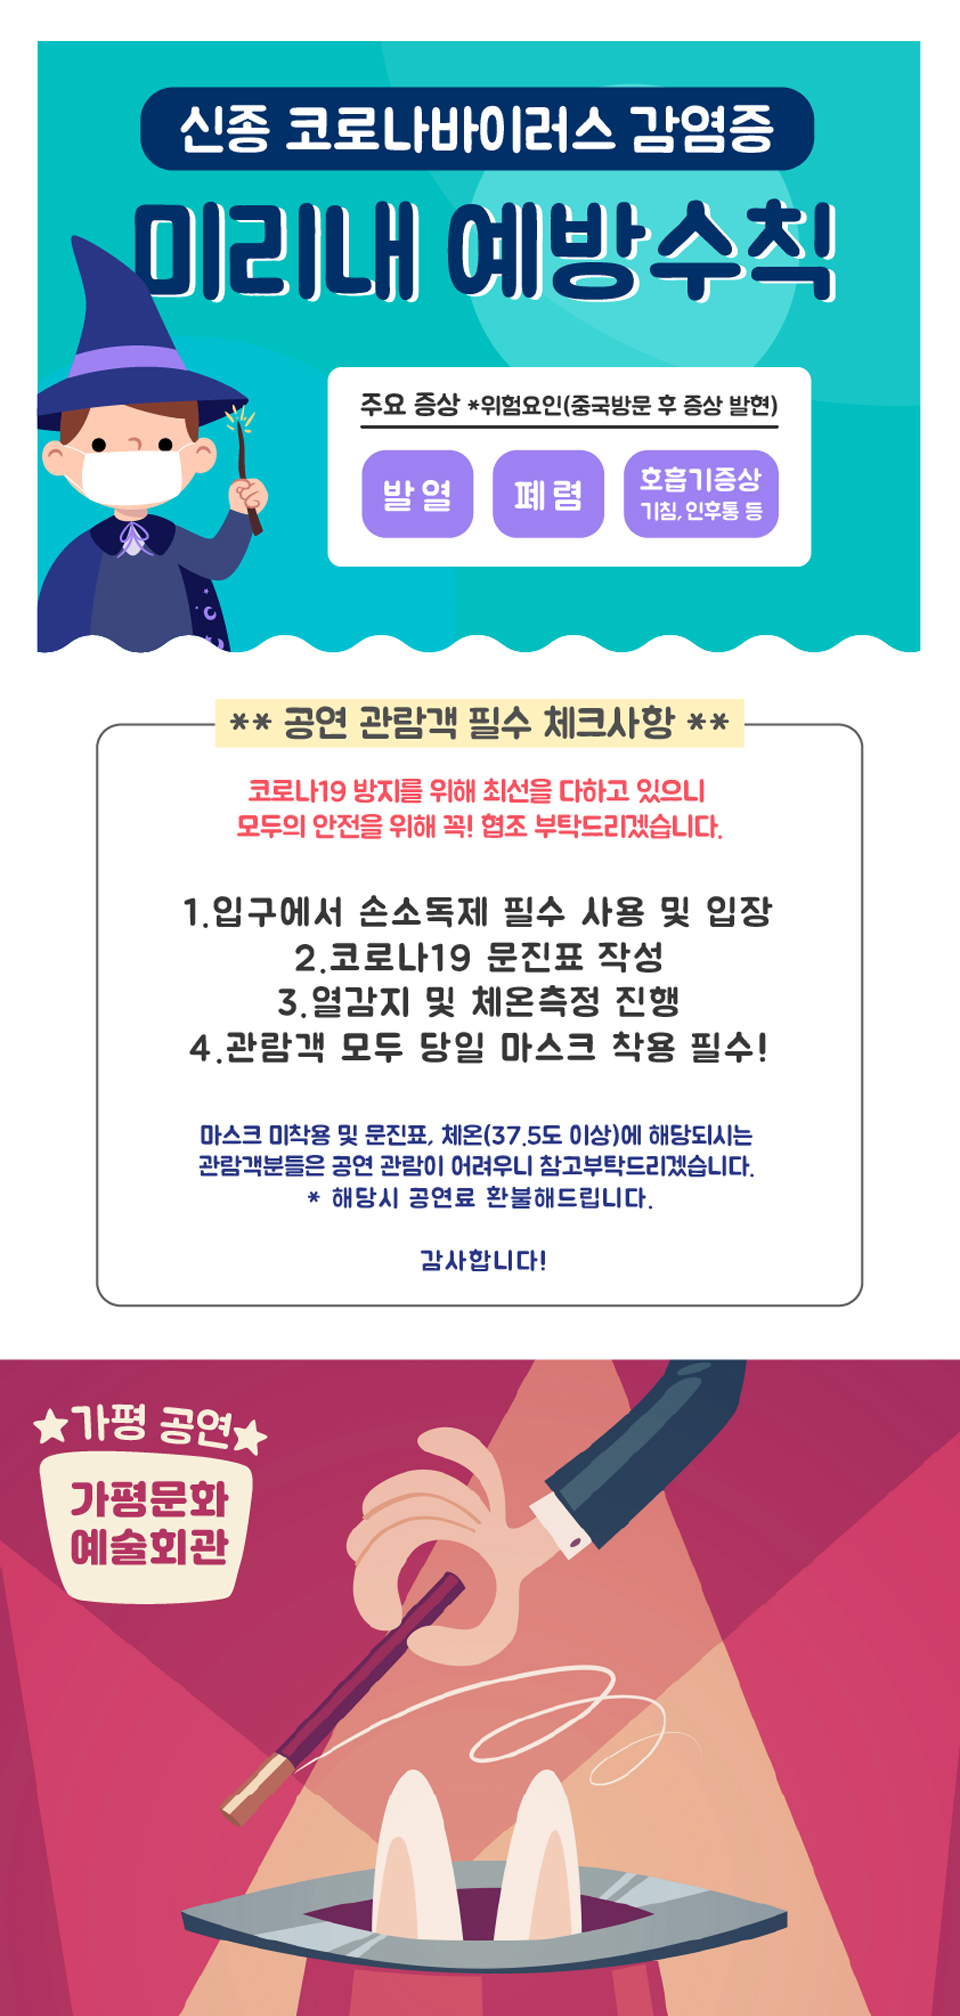 신종 코로나바이러스 감염증
미리내 예방수칙
주요 증상 *위험요인(중국방문 후 증상 발현)
발열
폐렴
호흡기증상
기침, 인후통 등
** 공연 관람객 필수 체크사항 **
코로나19 방지를 위해 최선을 다하고 있으니
모두의 안전을 위해 꼭! 협조 부탁드리겠습니다.
1.입구에서 손소독제 필수 사용 및 입장
2.코로나19 문진표 작성
3.열감지 및 체온측정 진행
4.관람객 모두 당일 마스크 착용 필수!
마스크 미착용 및 문진표, 체온(37.5도 이상)에 해당되시는
관람객분들은 공연 관람이 어려우니 참고부탁드리겠습니다.
* 해당시 공연료 환불해드립니다.
감사합니다!
가평 공연
가평문화
예술회관